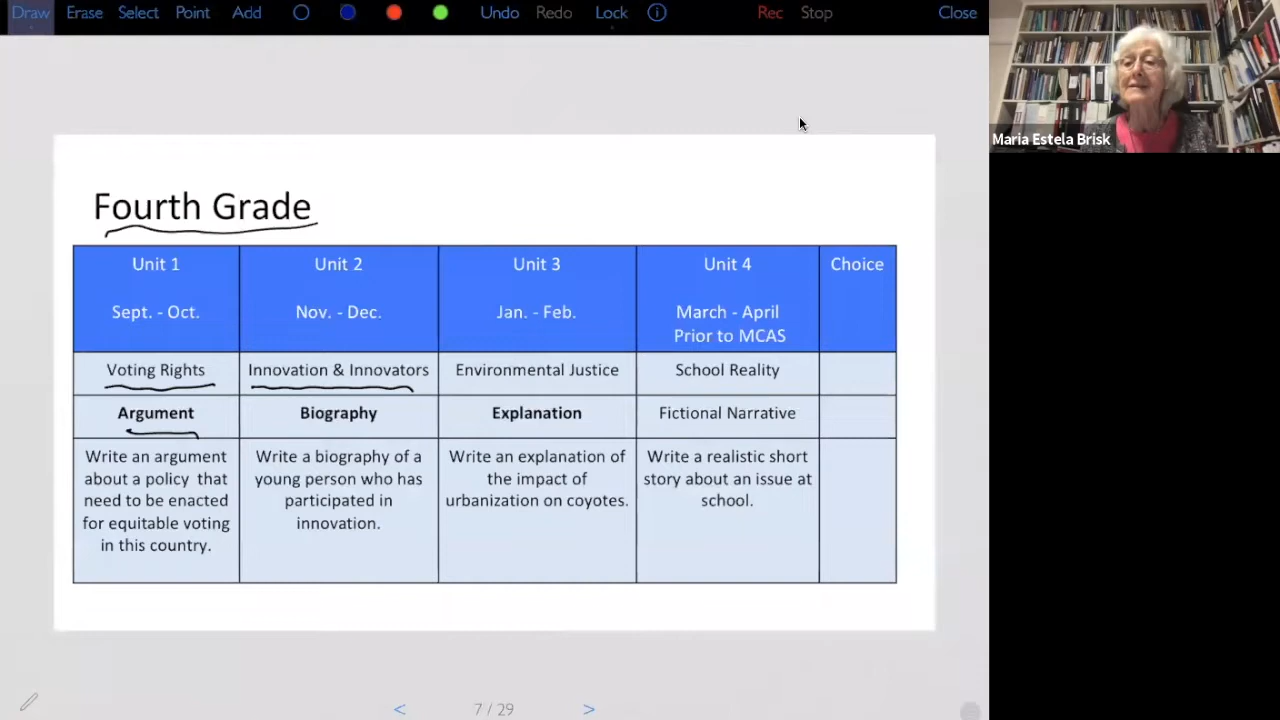 Draw Erase Select Point Add Undo Redo Lock Rec Stop Close
Maria Estela Brisk
Fourth Grade
Unit 1
Sept. - Oct.
Unit 2
Nov. - Dec.
Unit 3
Jan. - Feb.
Unit 4
March - April
Prior to MCAS
Choice
Voting Rights
Innovation & Innovators
Environmental Justice
School Reality
Argument
Biography
Explanation
Fictional Narrative
Write an argument
about a policy that
need to be enacted
for equitable voting
in this country.
Write a biography of a
young person who has
participated in
innovation.
Write an explanation of
the impact of
urbanization on coyotes.
Write a realistic short
story about an issue at
school.
< 7 / 29 >